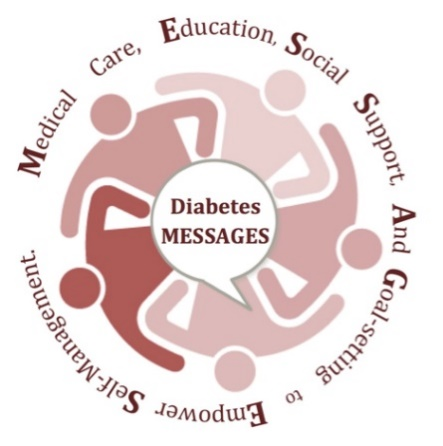 Medical Care, Education, Social Support, And Goal-setting to Empower Self-Management.
Diabetes
MESSAGES